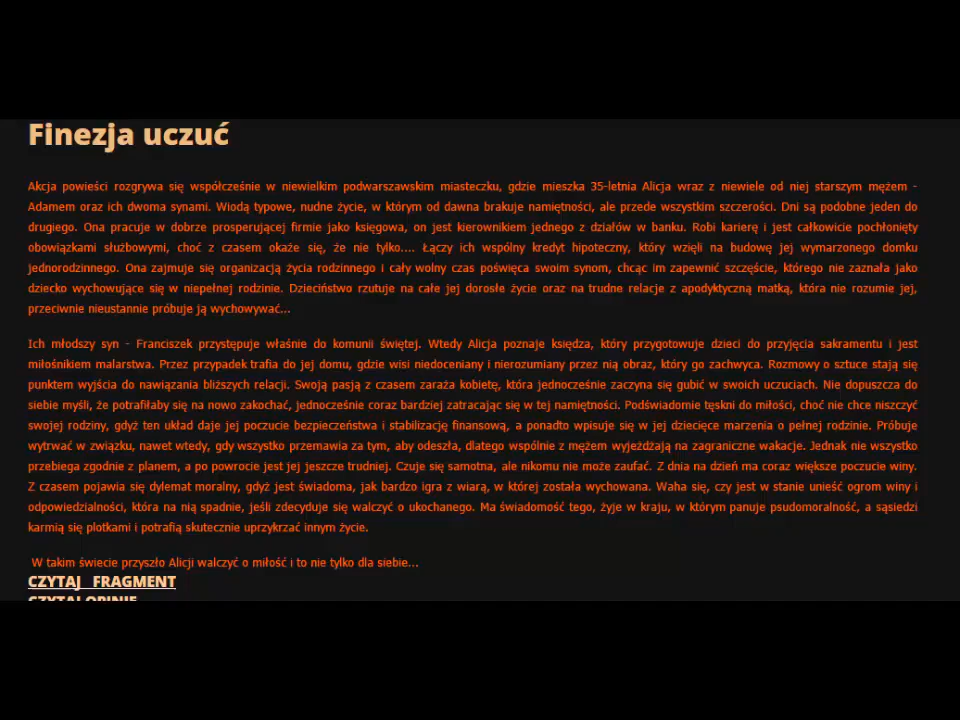 Finezja uczuć
Akcja powieści rozgrywa się współcześnie w niewielkim podwarszawskim miasteczku, gdzie mieszka 35-letnia Alicja wraz z niewiele od niej starszym mężem -
Adamem oraz ich dwoma synami. Wiodą typowe, nudne życie, w którym od dawna brakuje namiętności, ale przede wszystkim szczerości. Dni są podobne jeden do
drugiego. Ona pracuje w dobrze prosperującej firmie jako księgowa, on jest kierownikiem jednego z działów w banku. Robi karierę i jest całkowicie pochłonięty
obowiązkami służbowymi, choć z czasem okaże się, że nie tylko.... Łączy ich wspólny kredyt hipoteczny, który wzięli na budowę jej wymarzonego domku
jednorodzinnego. Ona zajmuje się organizacją życia rodzinnego i cały wolny czas poświęca swoim synom, chcąc im zapewnić szczęście, którego nie zaznała jako
dziecko wychowujące się w niepełnej rodzinie. Dzieciństwo rzutuje na całe jej dorosłe życie oraz na trudne relacje z apodyktyczną matką, która nie rozumie jej,
przeciwnie nieustannie próbuje ją wychowywać...
Ich młodszy syn - Franciszek przystępuje właśnie do komunii świętej. Wtedy Alicja poznaje księdza, który przygotowuje dzieci do przyjęcia sakramentu i jest
miłośnikiem malarstwa. Przez przypadek trafia do jej domu, gdzie wisi niedoceniany i nierozumiany przez nią obraz, który go zachwyca. Rozmowy o sztuce stają się
punktem wyjścia do nawiązania bliższych relacji. Swoją pasją z czasem zaraża kobietę, która jednocześnie zaczyna się gubić w swoich uczuciach. Nie dopuszcza do
siebie myśli, że potrafiłaby się na nowo zakochać, jednocześnie coraz bardziej zatracając się w tej namiętności. Podświadomie tęskni do miłości, choć nie chce niszczyć
swojej rodziny, gdyż ten układ daje jej poczucie bezpieczeństwa i stabilizację finansową, a ponadto wpisuje się w jej dziecięce marzenia o pełnej rodzinie. Próbuje
wytrwać w związku, nawet wtedy, gdy wszystko przemawia za tym, aby odeszła, dlatego wspólnie z mężem wyjeżdżają na zagraniczne wakacje. Jednak nie wszystko
przebiega zgodnie z planem, a po powrocie jest jej jeszcze trudniej. Czuje się samotna, ale nikomu nie może zaufać. Z dnia na dzień ma coraz większe poczucie winy.
Z czasem pojawia się dylemat moralny, gdyż jest świadoma, jak bardzo igra z wiarą, w której została wychowana. Waha się, czy jest w stanie unieść ogrom winy i
odpowiedzialności, która na nią spadnie, jeśli zdecyduje się walczyć o ukochanego. Ma świadomość tego, żyje w kraju, w którym panuje psudomoralność, a sąsiedzi
karmią się plotkami i potrafią skutecznie uprzykrzać innym życie.
W takim świecie przyszło Alicji walczyć o miłość i to nie tylko dla siebie...
CZYTAJ FRAGMENT
CZYTAJ OPINIE